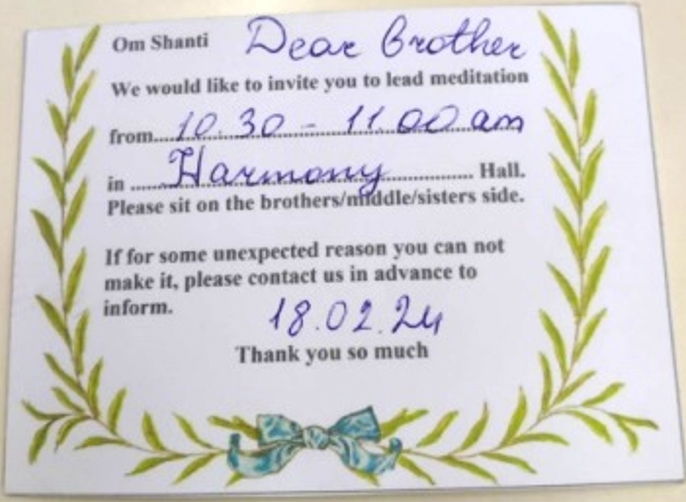 Om Shanti Dear Brother
We would like to invite you to lead meditation
from....10.30 - 11.00 am
in ......Harmony.................. Hall.
Please sit on the brothers/middle/sisters side.
If for some unexpected reason you can not
make it, please contact us in advance to
inform.
18.02.24
Thank you so much